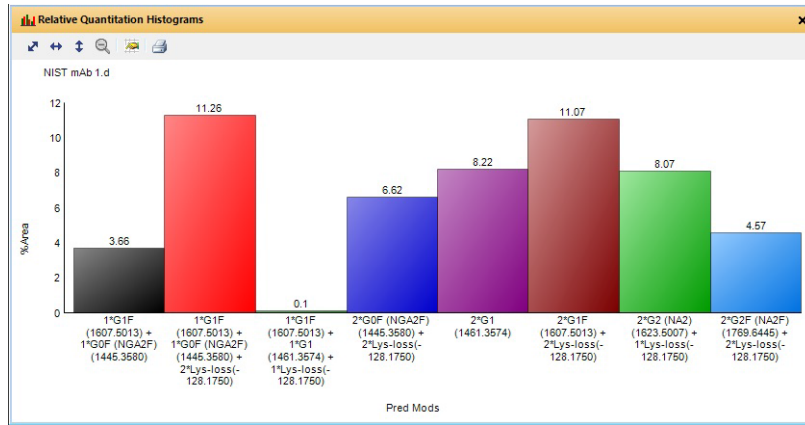 Relative Quantitation Histograms
NIST mAb 1.d
12
10
8
6
4
2
0
%Area
3.66
11.26
0.1
6.62
8.22
11.07
8.07
4.57
1*G1F
(1607.5013) +
1*G0F (NGA2F)
(1445.3580)
1*G1F
(1607.5013) +
1*G0F (NGA2F)
(1445.3580) +
2*Lys-loss(-
128.1750)
1*G1F
(1607.5013) +
1*G1
(1461.3574) +
1*Lys-loss(-
128.1750)
2*G0F (NGA2F)
(1445.3580) +
2*Lys-loss(-
128.1750)
2*G1
(1461.3574)
2*G1F
(1607.5013) +
2*Lys-loss(-
128.1750)
2*G2 (NA2)
(1623.5007) +
1*Lys-loss(-
128.1750)
2*G2F (NA2F)
(1769.6445) +
2*Lys-loss(-
128.1750)
Pred Mods